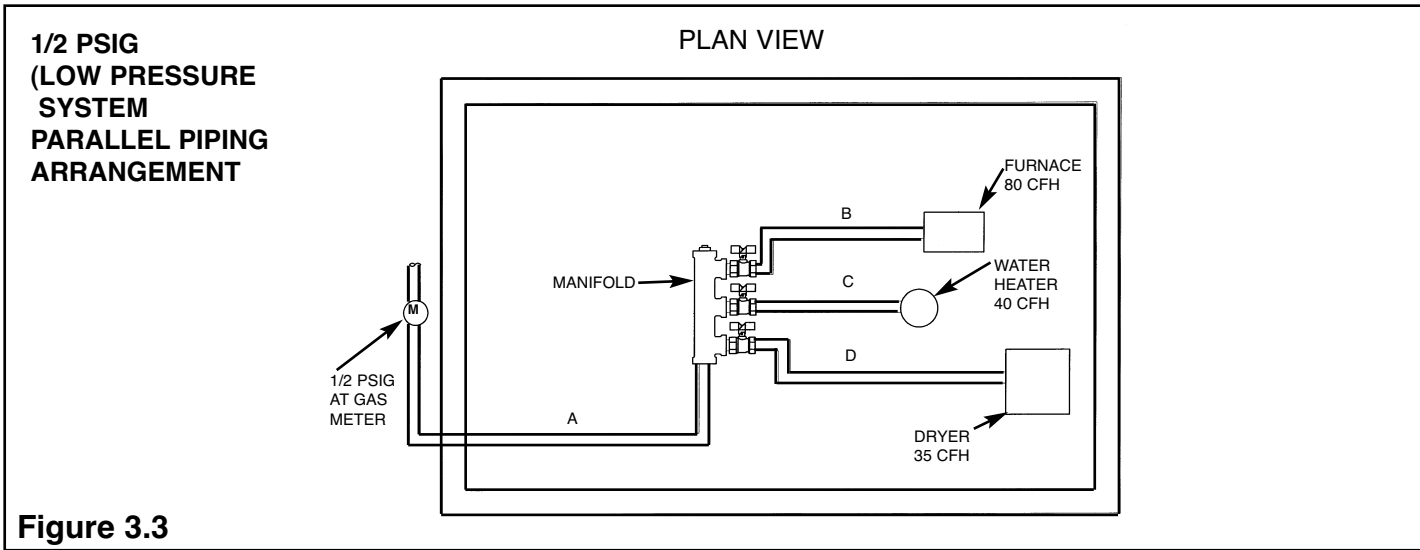 1/2 PSIG
(LOW PRESSURE
SYSTEM
PARALLEL PIPING
ARRANGEMENT
PLAN VIEW
FURNACE
80 CFH
B
MANIFOLD
WATER
HEATER
40 CFH
C
M
D
1/2 PSIG
AT GAS
METER
A
DRYER
35 CFH
Figure 3.3